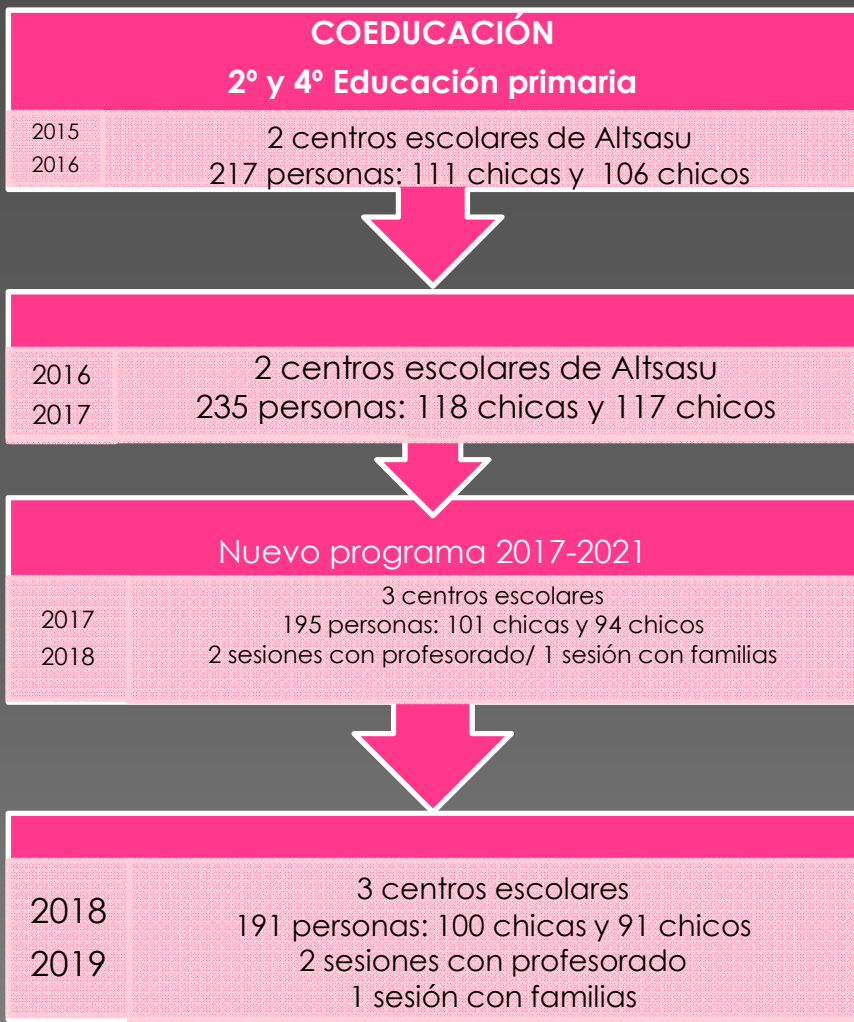 COEDUCACIÓN
2º y 4º Educación primaria
2015
2016
2 centros escolares de Altsasu
217 personas: 111 chicas y 106 chicos
2016
2017
2 centros escolares de Altsasu
235 personas: 118 chicas y 117 chicos
Nuevo programa 2017-2021
2017
2018
3 centros escolares
195 personas: 101 chicas y 94 chicos
2 sesiones con profesorado/ 1 sesión con familias
2018
2019
3 centros escolares
191 personas: 100 chicas y 91 chicos
2 sesiones con profesorado
1 sesión con familias